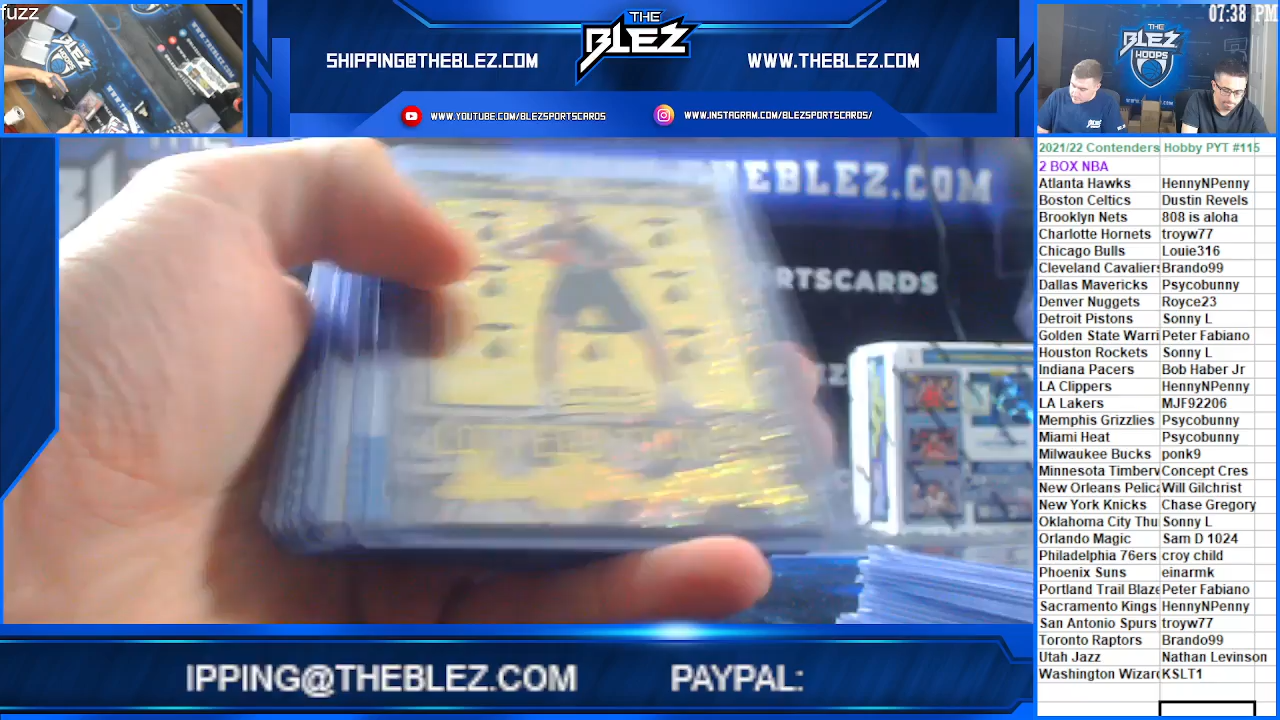 fuzz
SHIPPING@THEBLEZ.COM
THE
BLEZ
WWW.THEBLEZ.COM
WWW.YOUTUBE.COM/BLEZSPORTSCARDS
WWW.INSTAGRAM.COM/BLEZSPORTSCARDS/
07:38 PM
THE
BLEZ
HOOPS
THEBLEZ.COM
RTSCARDS
2021/22 Contenders Hobby PYT #115
2 BOX NBA
Atlanta Hawks HennyNPenny
Boston Celtics Dustin Revels
Brooklyn Nets 808 is aloha
Charlotte Hornets troyw77
Chicago Bulls Louie316
Cleveland Cavaliers Brando99
Dallas Mavericks Psycobunny
Denver Nuggets Royce23
Detroit Pistons Sonny L
Golden State Warri Peter Fabiano
Houston Rockets Sonny L
Indiana Pacers Bob Haber Jr
LA Clippers HennyNPenny
LA Lakers MJF92206
Memphis Grizzlies Psycobunny
Miami Heat Psycobunny
Milwaukee Bucks ponk9
Minnesota Timberv Concept Cres
New Orleans Pelica Will Gilchrist
New York Knicks Chase Gregory
Oklahoma City Thu Sonny L
Orlando Magic Sam D 1024
Philadelphia 76ers croy child
Phoenix Suns einarmk
Portland Trail Blaze Peter Fabiano
Sacramento Kings HennyNPenny
San Antonio Spurs troyw77
Toronto Raptors Brando99
Utah Jazz Nathan Levinson
Washington Wizard KSLT1
IPPING@THEBLEZ.COM PAYPAL: